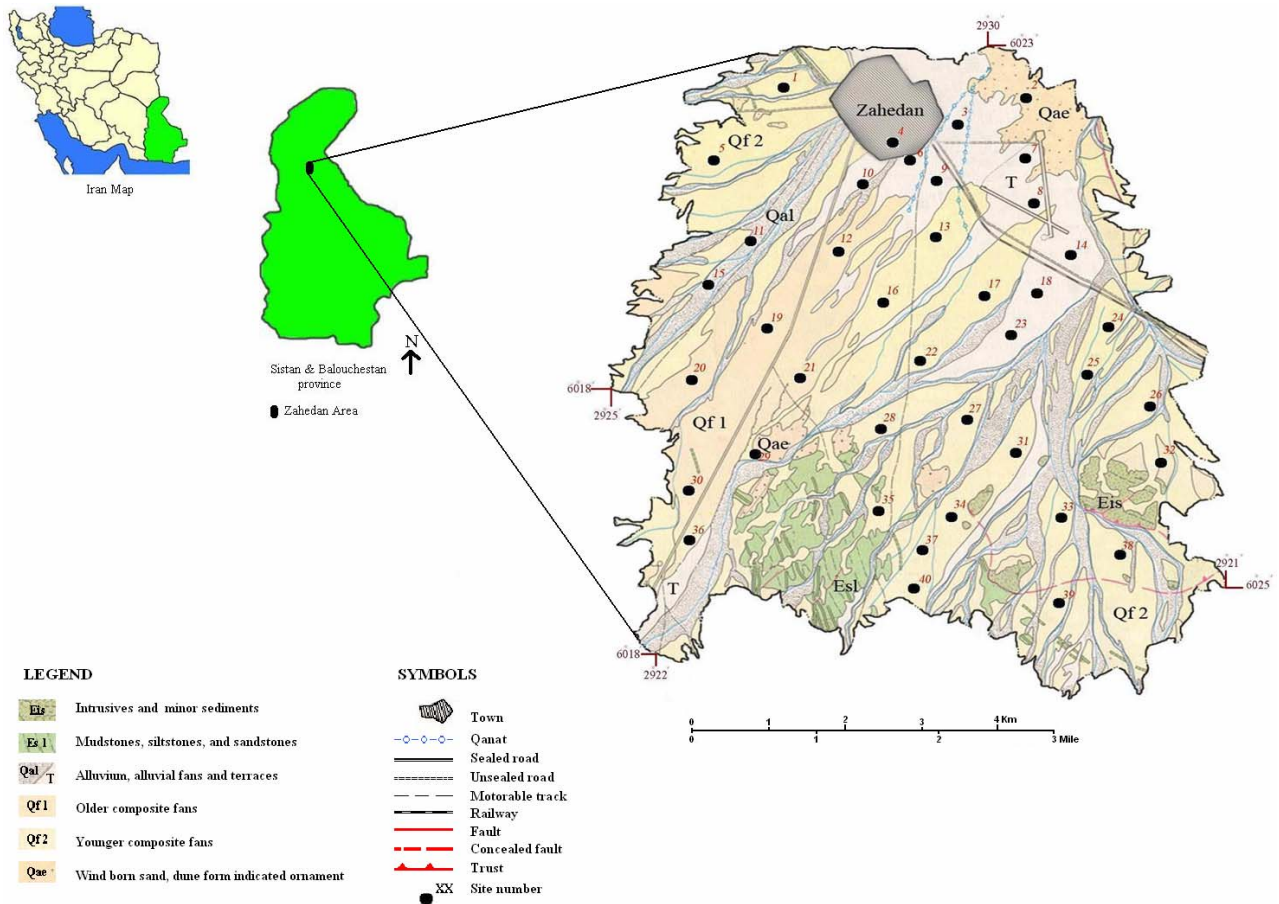 Iran Map
N
Sistan & Balouchestan
province
Zahedan Area
2930
6023
Zahedan
Qae
Qf 2
T
Qal
1
2
3
4
5
6
7
8
9
10
11
12
13
14
15
16
17
18
19
20
21
22
23
24
25
26
27
28
29
30
31
32
33
34
35
36
37
38
39
40
6018
2925
Qf 1
Qae
Eis
Esl
T
Qf 2
2921
6025
6018
2922
LEGEND
Eis Intrusives and minor sediments
Es 1 Mudstones, siltstones, and sandstones
Qal T Alluvium, alluvial fans and terraces
Qf 1 Older composite fans
Qf 2 Younger composite fans
Qae Wind born sand, dune form indicated ornament
SYMBOLS
Town
Qanat
Sealed road
Unsealed road
Motorable track
Railway
Fault
Concealed fault
Trust
XX Site number
0 1 2 3 4 Km
0 1 2 3 Mile